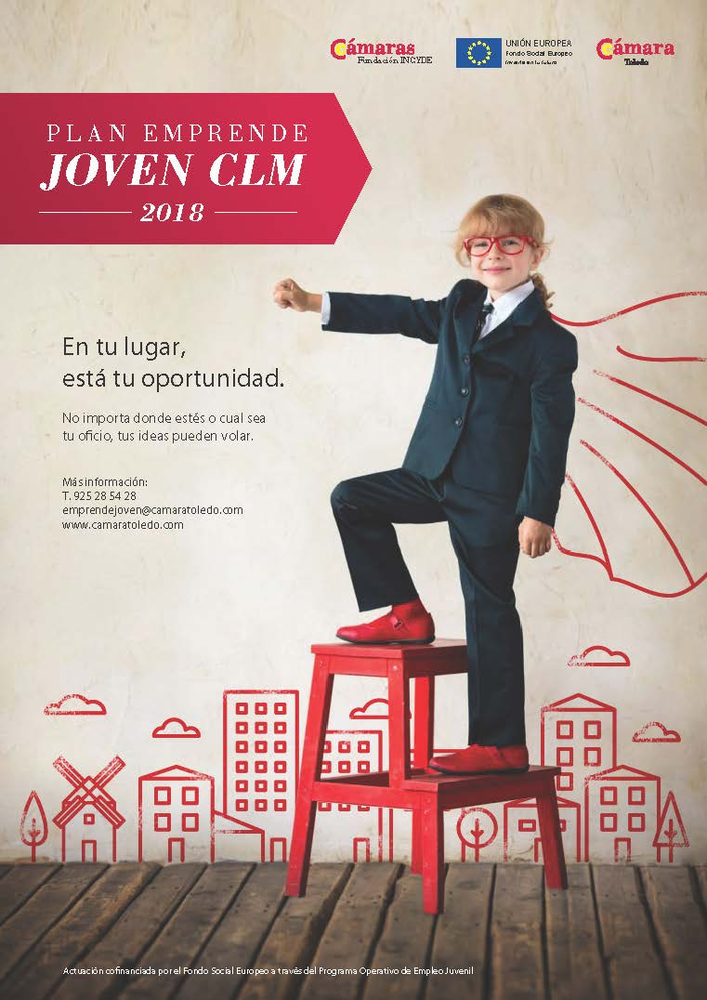 Cámaras
Fundación INCYDE
UNIÓN EUROPEA
Fondo Social Europeo
Cámara
Toledo
PLAN EMPRENDE
JOVEN CLM
2018
En tu lugar,
está tu oportunidad.
No importa donde estés o cual sea
tu oficio, tus ideas pueden volar.
Más información:
T. 925 28 54 28
emprendejoven@camaratoledo.com
www.camaratoledo.com
Actuación cofinanciada por el Fondo Social Europeo a través del Programa Operativo de Empleo Juvenil